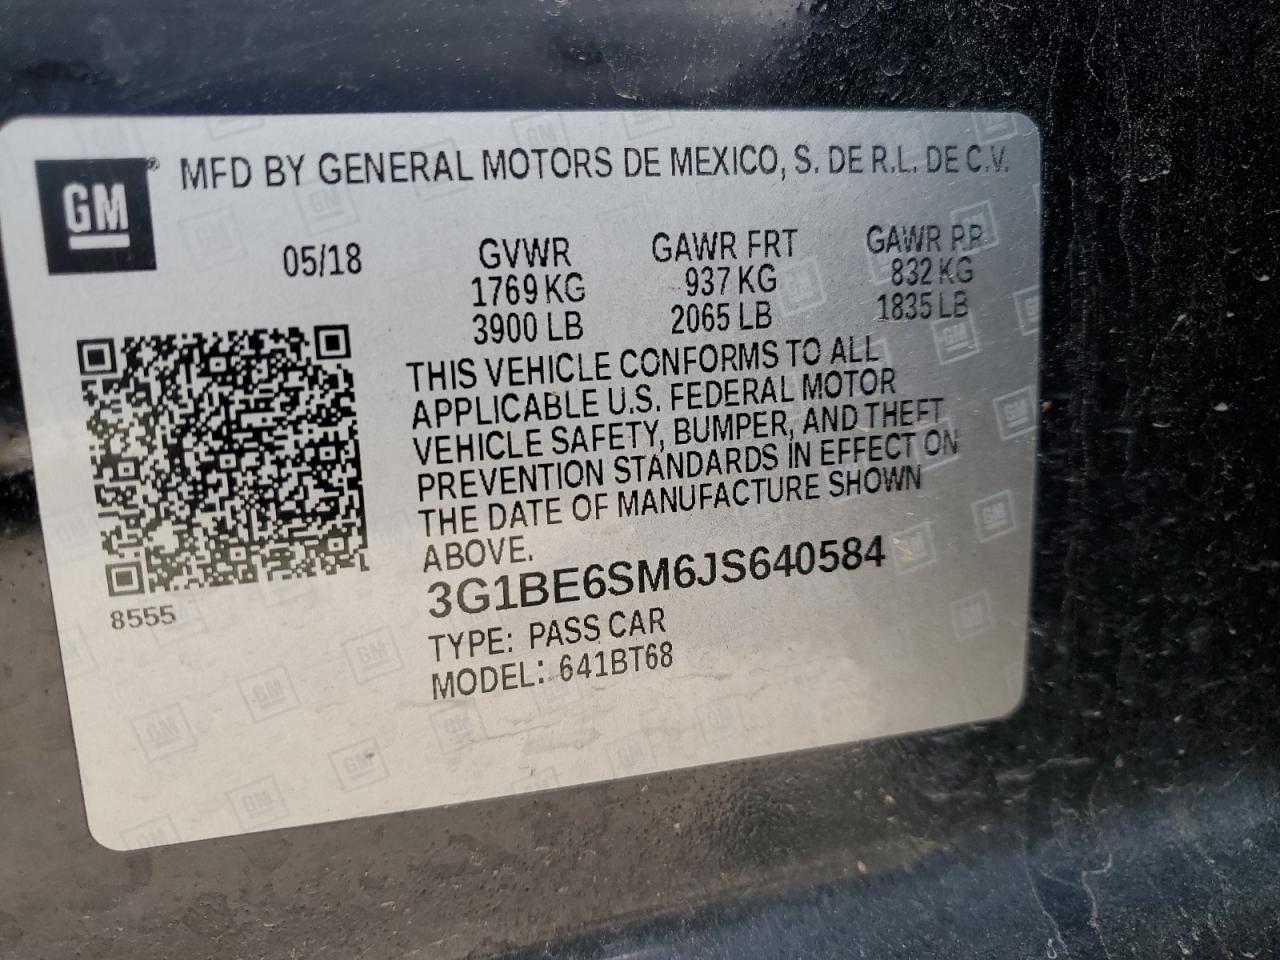 GM® MFD BY GENERAL MOTORS DE MEXICO, S. DE R.L. DE C.V.
05/18 GVWR GAWR FRT GAWR RR
1769 KG 937 KG 832 KG
3900 LB 2065 LB 1835 LB
THIS VEHICLE CONFORMS TO ALL
APPLICABLE U.S. FEDERAL MOTOR
VEHICLE SAFETY, BUMPER, AND THEFT
PREVENTION STANDARDS IN EFFECT ON
THE DATE OF MANUFACTURE SHOWN
ABOVE.
8555
3G1BE6SM6JS640584
TYPE: PASS CAR
MODEL: 641BT68